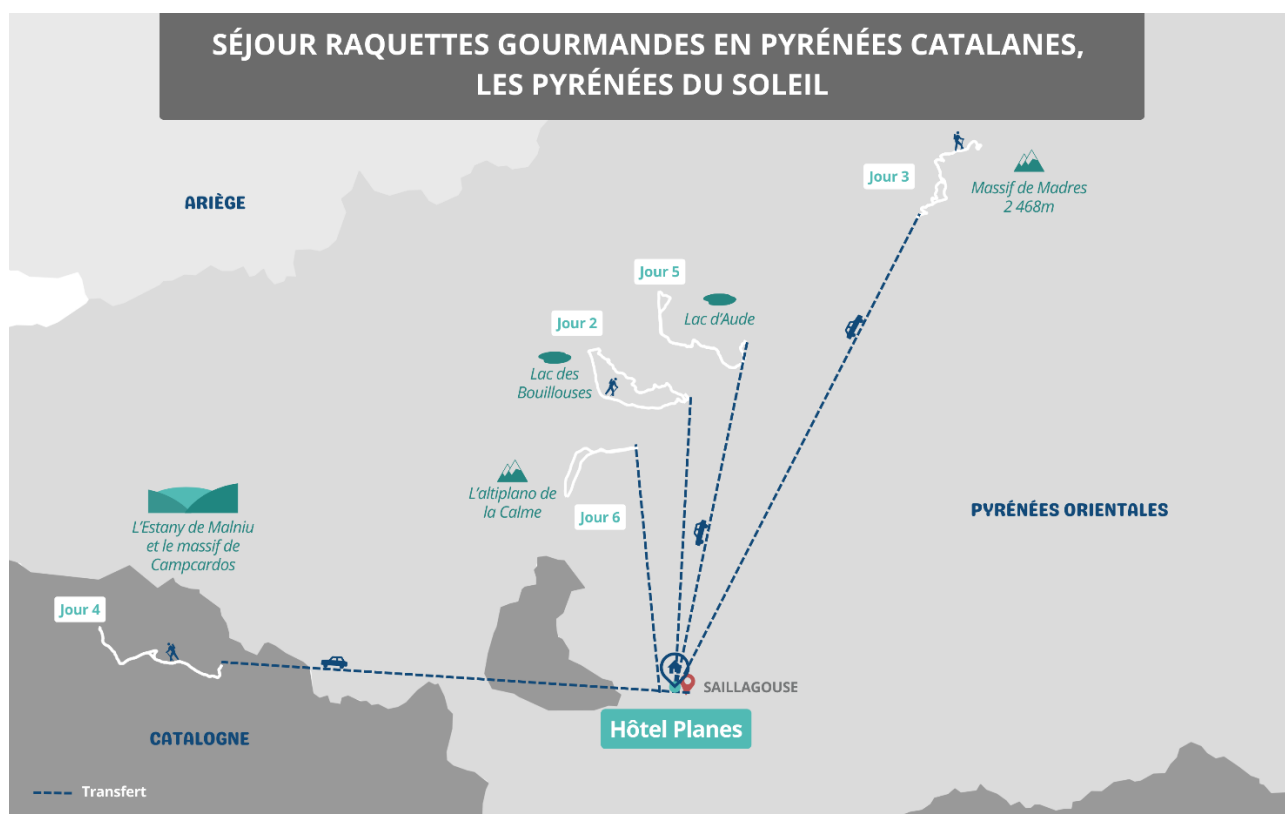 SÉJOUR RAQUETTES GOURMANDES EN PYRÉNÉES CATALANES,
LES PYRÉNÉES DU SOLEIL
ARIÈGE
Jour 3
Massif de Madres
2 468m
Jour 5
Lac d'Aude
Jour 2
Lac des
Bouillouses
L'altiplano de
la Calme
Jour 6
PYRÉNÉES ORIENTALES
L'Estany de Malniu
et le massif de
Campcardos
Jour 4
SAILLAGOUSE
Hôtel Planes
CATALOGNE
Transfert